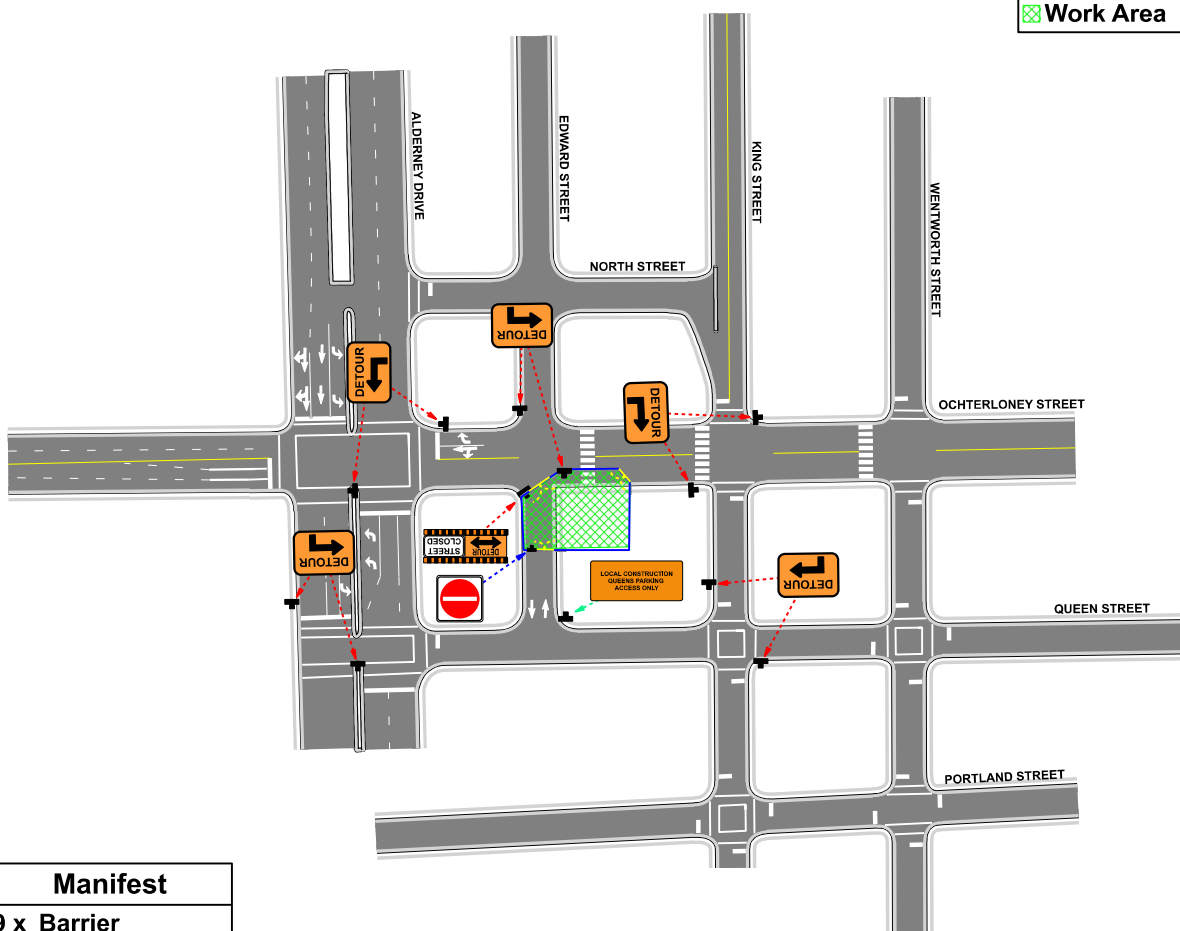 Work Area
ALDERNEY DRIVE
EDWARD STREET
KING STREET
WENTWORTH STREET
NORTH STREET
DETOUR
DETOUR
DETOUR
OCHTERLONEY STREET
STREET
CLOSED
DETOUR
DETOUR
LOCAL CONSTRUCTION
QUEENS PARKING
ACCESS ONLY
DETOUR
QUEEN STREET
PORTLAND STREET
Manifest
9 x Barrier